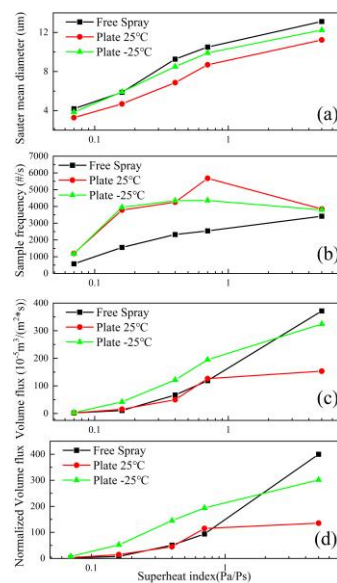 Sauter mean diameter (um)
12
8
4
Free Spray
Plate 25℃
Plate -25℃
(a)
0.1
1
Sample frequency (#/s)
6000
5000
4000
3000
2000
1000
0
Free Spray
Plate 25℃
Plate -25℃
(b)
0.1
1
Volume flux (10⁻⁵m³/(m²*s)
400
300
200
100
0
Free Spray
Plate 25℃
Plate -25℃
(c)
0.1
1
Normalized Volume flux
400
300
200
100
0
Free Spray
Plate 25℃
Plate -25℃
(d)
0.1
1
Superheat index(Pa/Ps)